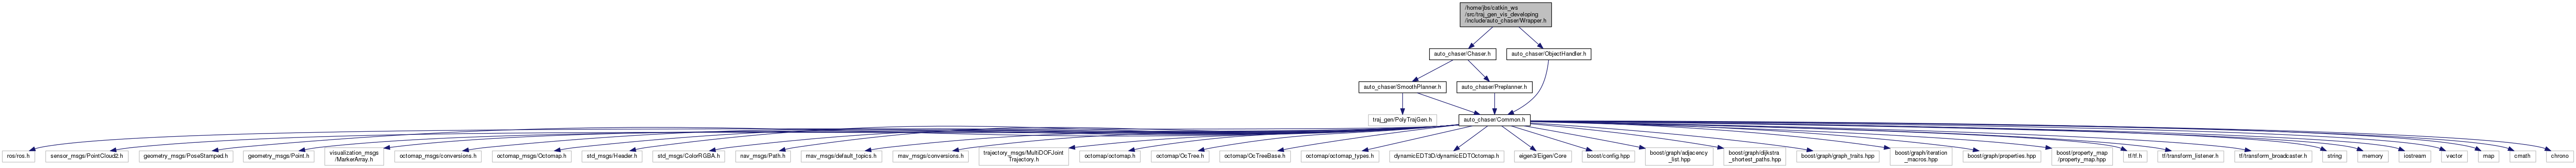 /home/jbs/catkin_ws
/src/traj_gen_vis_developing
/include/auto_chaser/Wrapper.h
auto_chaser/Chaser.h
auto_chaser/ObjectHandler.h
auto_chaser/SmoothPlanner.h
auto_chaser/Preplanner.h
traj_gen/PolyTrajGen.h
auto_chaser/Common.h
ros/ros.h
sensor_msgs/PointCloud2.h
geometry_msgs/PoseStamped.h
geometry_msgs/Point.h
visualization_msgs
/MarkerArray.h
octomap_msgs/conversions.h
octomap_msgs/Octomap.h
std_msgs/Header.h
std_msgs/ColorRGBA.h
nav_msgs/Path.h
mav_msgs/default_topics.h
mav_msgs/conversions.h
trajectory_msgs/MultiDOFJoint
Trajectory.h
octomap/octomap.h
octomap/OcTree.h
octomap/OcTreeBase.h
octomap/octomap_types.h
dynamicEDT3D/dynamicEDTOctomap.h
eigen3/Eigen/Core
boost/config.hpp
boost/graph/adjacency
_list.hpp
boost/graph/dijkstra
_shortest_paths.hpp
boost/graph/graph_traits.hpp
boost/graph/iteration
_macros.hpp
boost/graph/properties.hpp
boost/property_map
/property_map.hpp
tf/tf.h
tf/transform_listener.h
tf/transform_broadcaster.h
string
memory
iostream
vector
map
cmath
chrono